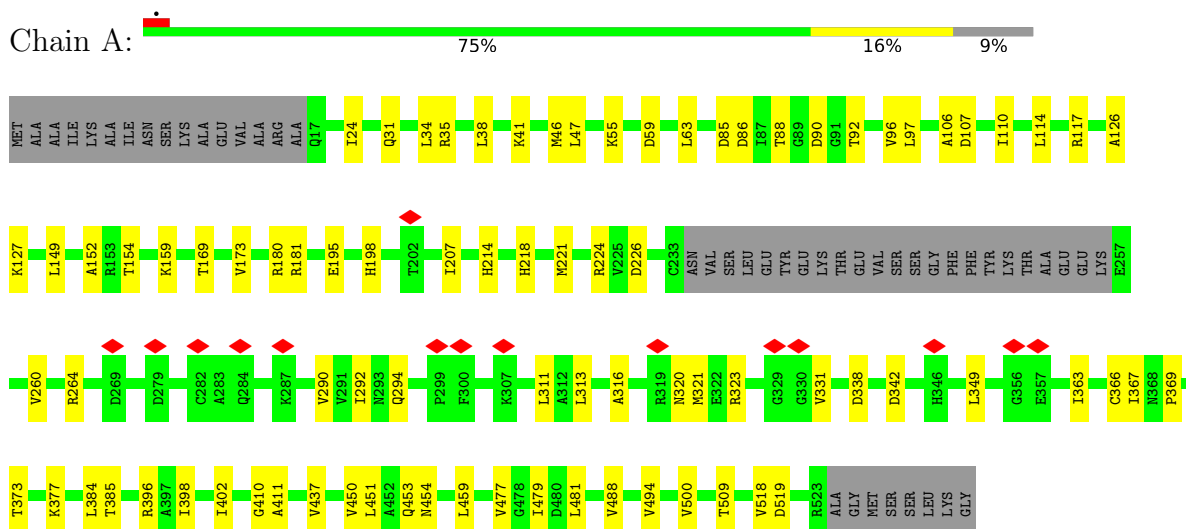 Chain A:
75% 16% 9%
MET ALA ALA ILE LYS ALA ILE ASN SER LYS ALA GLU VAL ALA ARG ALA Q17 I24 Q31 L34 R35 L38 K41 M46 L47 K55 D59 L63 D85 D86 I87 T88 G89 D90 G91 T92 V96 L97 A106 D107 I110 L114 R117 A126
K127 L149 A152 R153 T154 K159 T169 V173 R180 R181 E195 H198 T202 I207 H214 H218 M221 R224 V225 D226 C233 ASN VAL SER LEU GLU TYR GLU LYS THR GLU VAL SER SER GLY PHE PHE TYR LYS THR ALA GLU GLU LYS E257
V260 R264 D269 D279 C282 A283 Q284 K287 V290 V291 I292 N293 Q294 P299 F300 K307 L311 A312 L313 A316 R319 N320 M321 E322 R323 G329 G330 V331 D338 D342 H346 L349 G356 E357 I363 C366 I367 N368 P369
T373 K377 L384 T385 R396 A397 I398 I402 G410 A411 V437 V450 L451 A452 Q453 N454 L459 V477 G478 I479 D480 L481 V488 V494 V500 T509 V518 D519 R523 ALA GLY MET SER SER LEU LYS GLY